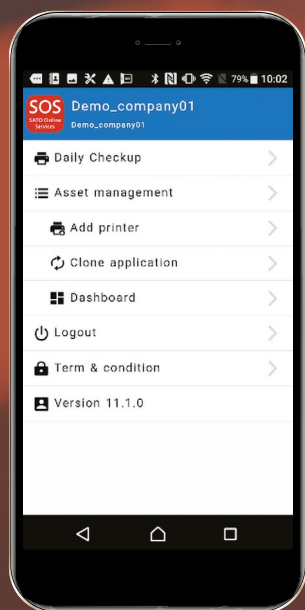 79% 10:02
SOS
SATO Online
Services
Demo_company01
Demo_company01
Daily Checkup
Asset management
Add printer
Clone application
Dashboard
Logout
Term & condition
Version 11.1.0